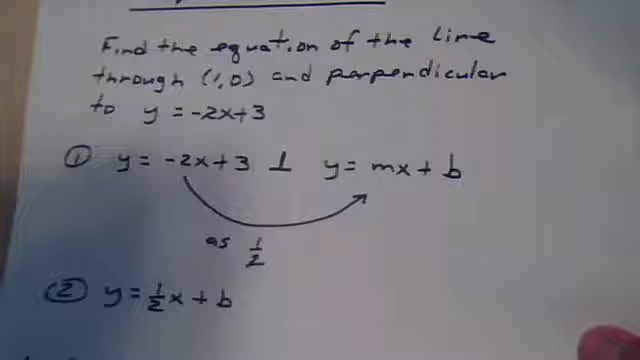 Find the equation of the line
through (1,0) and perpendicular
to y = -2x+3
① y = -2x+3 ⊥ y = mx + b
as 1/2
② y = 1/2 x + b